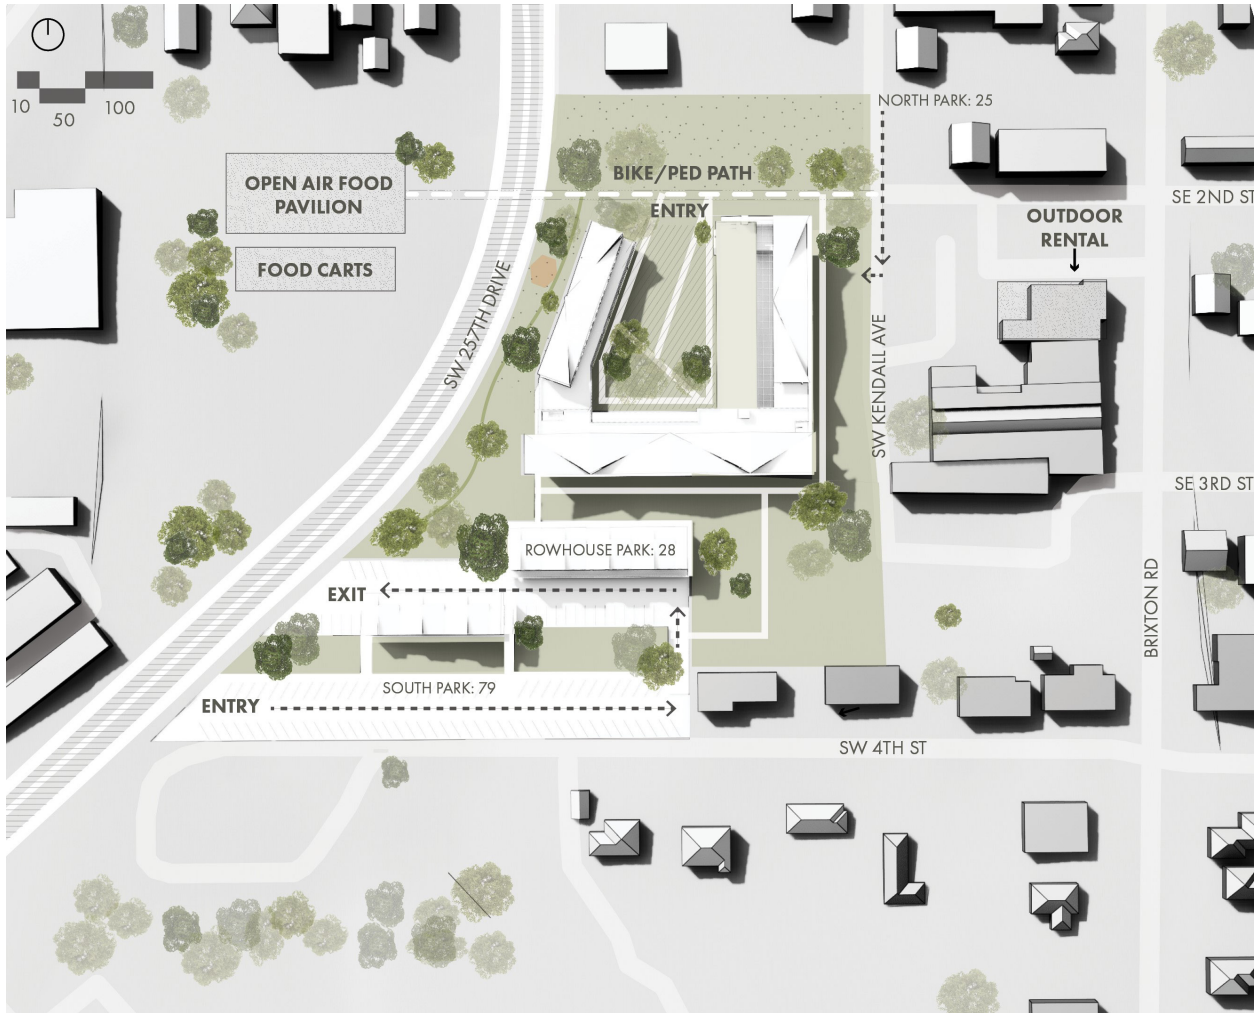 10
50
100
NORTH PARK: 25
OPEN AIR FOOD
PAVILION
BIKE/PED PATH
ENTRY
SE 2ND ST
OUTDOOR
RENTAL
FOOD CARTS
SW 257TH DRIVE
SW KENDALL AVE
SE 3RD ST
ROWHOUSE PARK: 28
EXIT
BRIXTON RD
SOUTH PARK: 79
ENTRY
SW 4TH ST